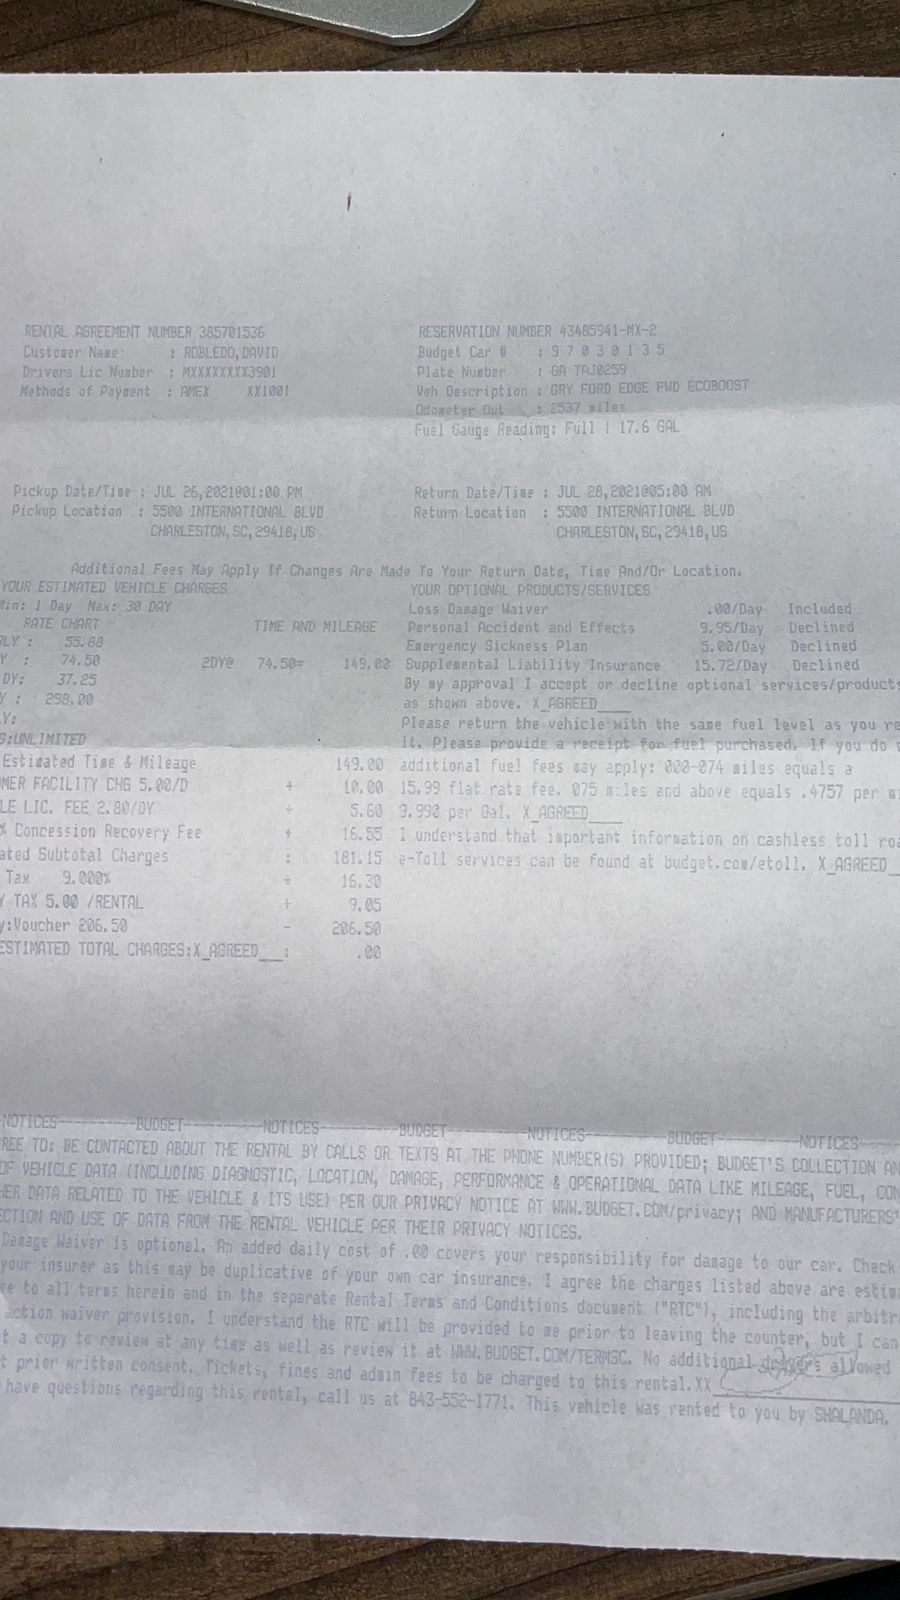 RENTAL AGREEMENT NUMBER 385701536
Customer Name : ROBLEDO,DAVID
Drivers Lic Number : MXXXXXXXX3901
Methods of Payment : AMEX XX1001
RESERVATION NUMBER 43485941-MX-2
Budget Car # : 9 7 0 3 0 1 3 5
Plate Number : GA TAJ0259
Veh Description : GRY FORD EDGE FWD ECOBOOST
Odometer Out : 2537 miles
Fuel Gauge Reading: Full | 17.6 GAL
Pickup Date/Time : JUL 26,2021@01:00 PM
Pickup Location : 5500 INTERNATIONAL BLVD
CHARLESTON,SC,29418,US
Return Date/Time : JUL 28,2021@05:00 AM
Return Location : 5500 INTERNATIONAL BLVD
CHARLESTON,SC,29418,US
Additional Fees May Apply If Changes Are Made To Your Return Date, Time And/Or Location.
YOUR ESTIMATED VEHICLE CHARGES
Min: 1 Day Max: 30 DAY
RATE CHART TIME AND MILEAGE
RLY : 55.88
Y : 74.50 2DY@ 74.50= 149.00
DY: 37.25
Y : 298.00
Y:
S:UNLIMITED
Estimated Time & Mileage 149.00
MER FACILITY CHG 5.00/D + 10.00
LE LIC. FEE 2.80/DY + 5.60
% Concession Recovery Fee + 16.55
ated Subtotal Charges : 181.15
Tax 9.000% + 16.30
Y TAX 5.00 /RENTAL + 9.05
y:Voucher 206.50 - 206.50
ESTIMATED TOTAL CHARGES:X_AGREED___: .00
YOUR OPTIONAL PRODUCTS/SERVICES
Loss Damage Waiver .00/Day Included
Personal Accident and Effects 9.95/Day Declined
Emergency Sickness Plan 5.00/Day Declined
Supplemental Liability Insurance 15.72/Day Declined
By my approval I accept or decline optional services/products
as shown above. X_AGREED____
Please return the vehicle with the same fuel level as you re
it. Please provide a receipt for fuel purchased. If you do
additional fuel fees may apply: 000-074 miles equals a
15.99 flat rate fee. 075 miles and above equals .4757 per mi
9.990 per Gal. X_AGREED____
I understand that important information on cashless toll roa
e-Toll services can be found at budget.com/etoll. X_AGREED_
NOTICES---------BUDGET---------NOTICES---------BUDGET---------NOTICES---------BUDGET---------NOTICES
REE TO: BE CONTACTED ABOUT THE RENTAL BY CALLS OR TEXTS AT THE PHONE NUMBER(S) PROVIDED; BUDGET'S COLLECTION AN
OF VEHICLE DATA (INCLUDING DIAGNOSTIC, LOCATION, DAMAGE, PERFORMANCE & OPERATIONAL DATA LIKE MILEAGE, FUEL, CON
HER DATA RELATED TO THE VEHICLE & ITS USE) PER OUR PRIVACY NOTICE AT WWW.BUDGET.COM/privacy; AND MANUFACTURERS'
ECTION AND USE OF DATA FROM THE RENTAL VEHICLE PER THEIR PRIVACY NOTICES.
Damage Waiver is optional. An added daily cost of .00 covers your responsibility for damage to our car. Check
your insurer as this may be duplicative of your own car insurance. I agree the charges listed above are estim
ee to all terms herein and in the separate Rental Terms and Conditions document ("RTC"), including the arbitr
action waiver provision. I understand the RTC will be provided to me prior to leaving the counter, but I can
t a copy to review at any time as well as review it at WWW.BUDGET.COM/TERMSC. No additional drivers allowed
t prior written consent. Tickets, fines and admin fees to be charged to this rental.XX
have questions regarding this rental, call us at 843-552-1771. This vehicle was rented to you by SHALANDA.